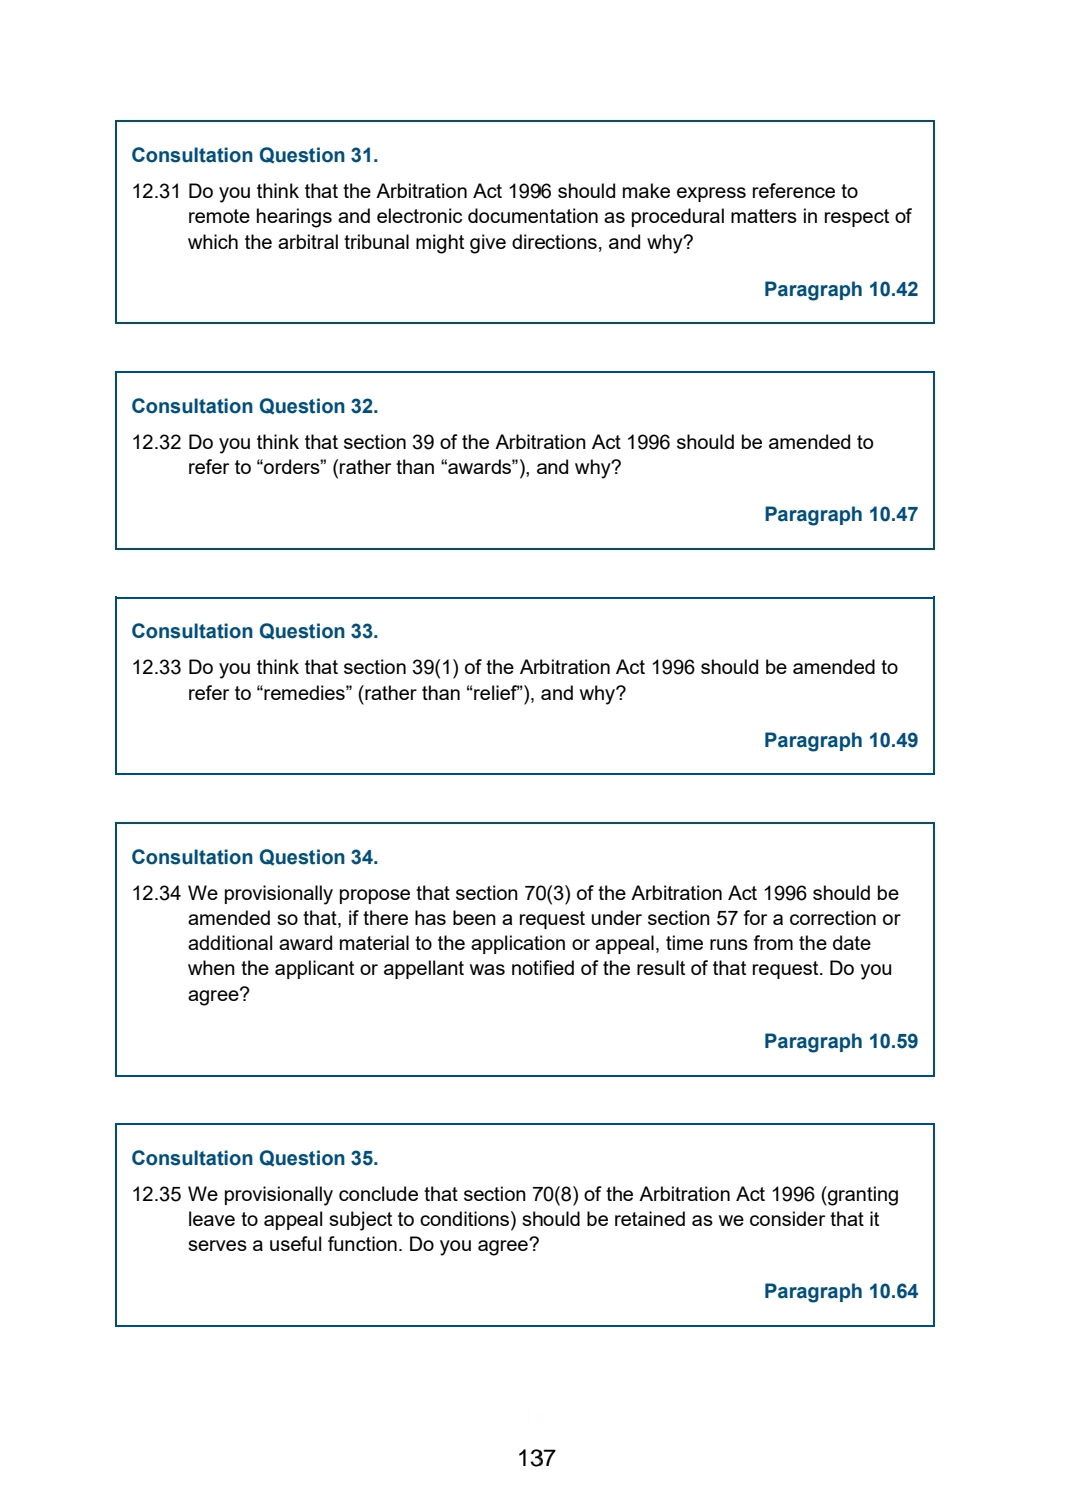 Consultation Question 31.
12.31 Do you think that the Arbitration Act 1996 should make express reference to
remote hearings and electronic documentation as procedural matters in respect of
which the arbitral tribunal might give directions, and why?
Paragraph 10.42
Consultation Question 32.
12.32 Do you think that section 39 of the Arbitration Act 1996 should be amended to
refer to “orders” (rather than “awards”), and why?
Paragraph 10.47
Consultation Question 33.
12.33 Do you think that section 39(1) of the Arbitration Act 1996 should be amended to
refer to “remedies” (rather than “relief”), and why?
Paragraph 10.49
Consultation Question 34.
12.34 We provisionally propose that section 70(3) of the Arbitration Act 1996 should be
amended so that, if there has been a request under section 57 for a correction or
additional award material to the application or appeal, time runs from the date
when the applicant or appellant was notified of the result of that request. Do you
agree?
Paragraph 10.59
Consultation Question 35.
12.35 We provisionally conclude that section 70(8) of the Arbitration Act 1996 (granting
leave to appeal subject to conditions) should be retained as we consider that it
serves a useful function. Do you agree?
Paragraph 10.64
137